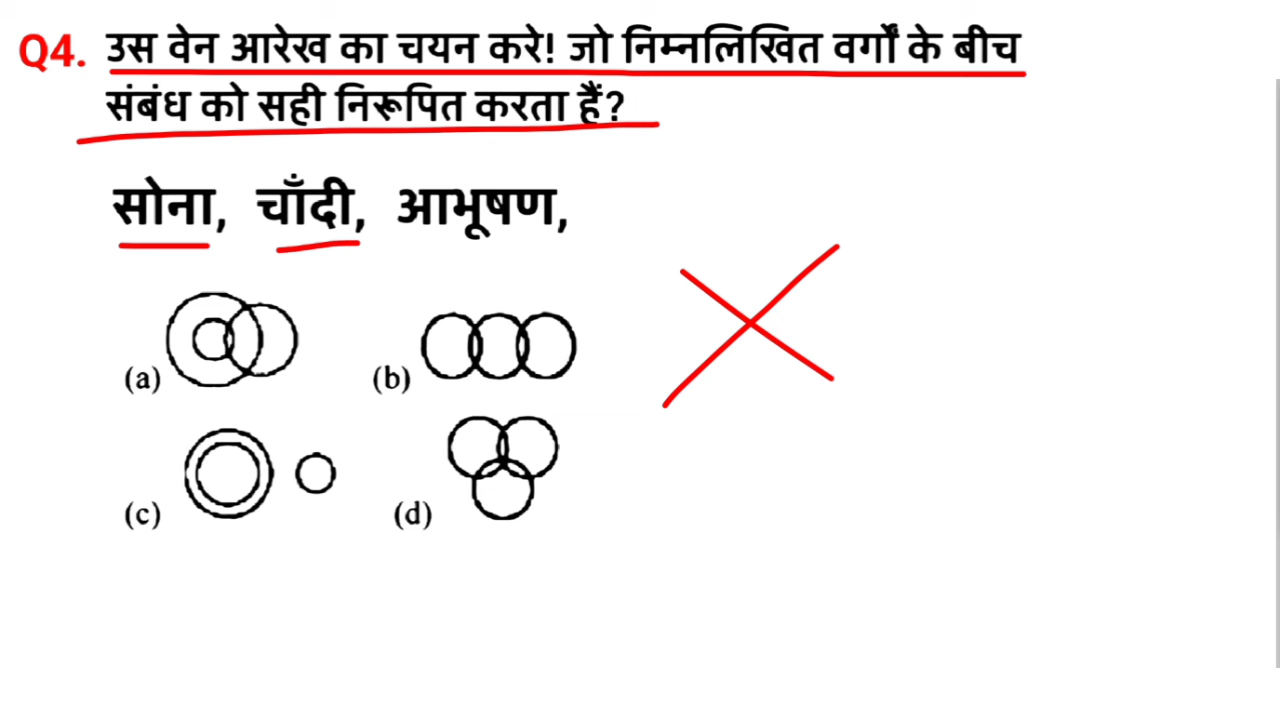 Q4. उस वेन आरेख का चयन करे! जो निम्नलिखित वर्गों के बीच
संबंध को सही निरूपित करता हैं?
सोना, चाँदी, आभूषण,
(a) (b)
(c) (d)